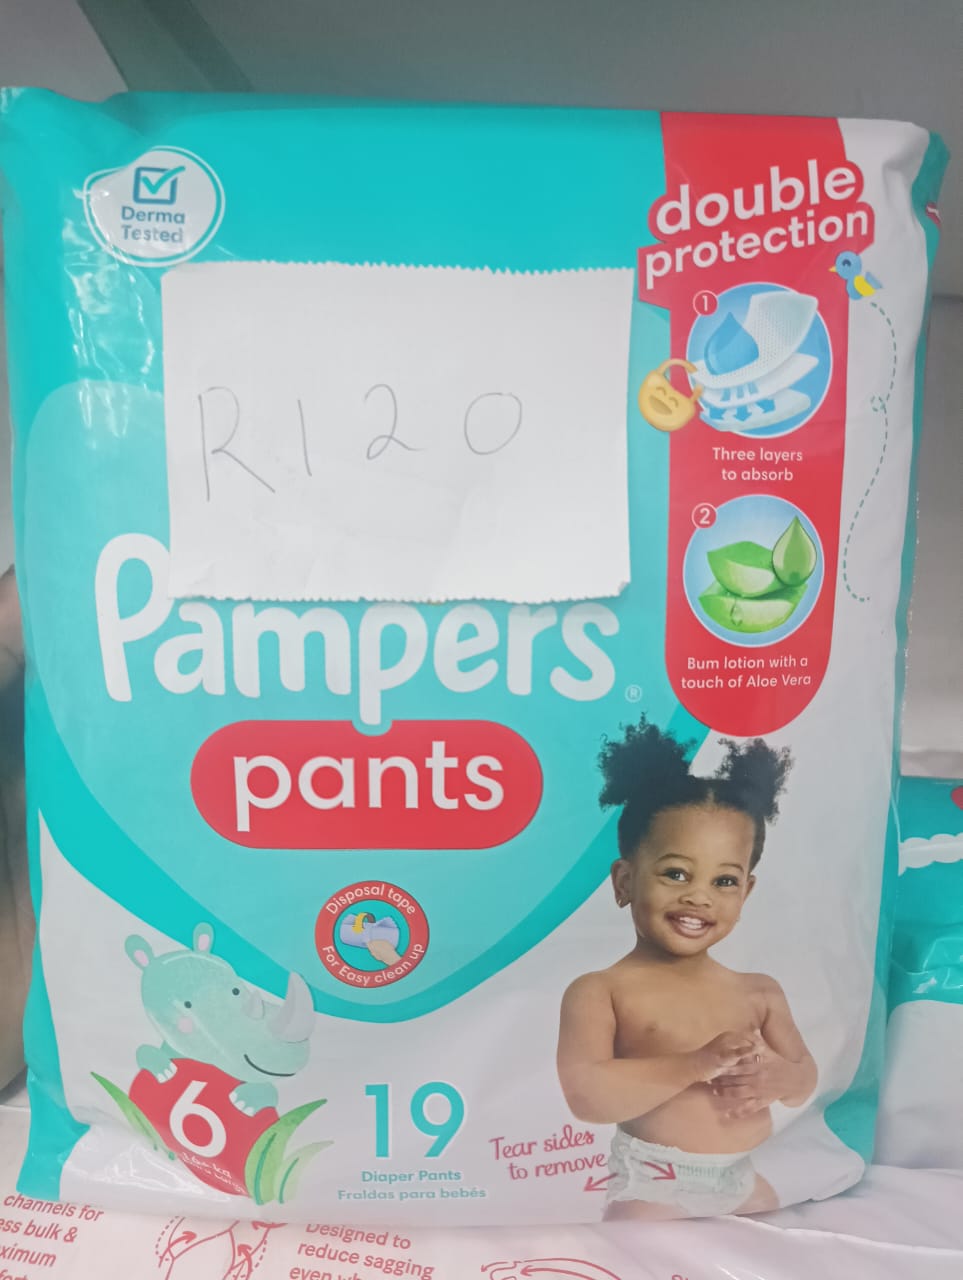 Derma
Tested
double
protection
1
Three layers
to absorb
2
Bum lotion with a
touch of Aloe Vera
R120
Pampers®
pants
Disposal tape
For Easy clean up
6
19
Diaper Pants
Fraldas para bebés
Tear sides
to remove
channels for
bulk &
Designed to
reduce sagging